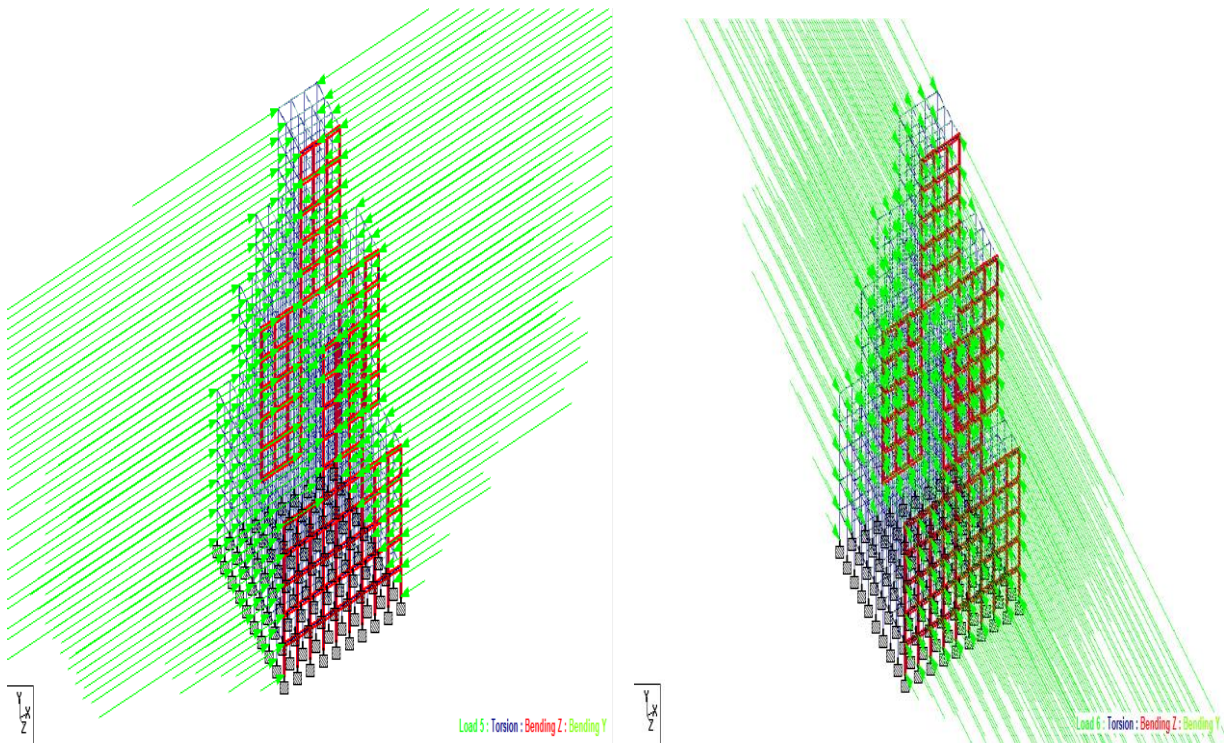 Y
X
Z
Load 5 : Torsion : Bending Z : Bending Y
Y
X
Z
Load 6 : Torsion : Bending Z : Bending Y